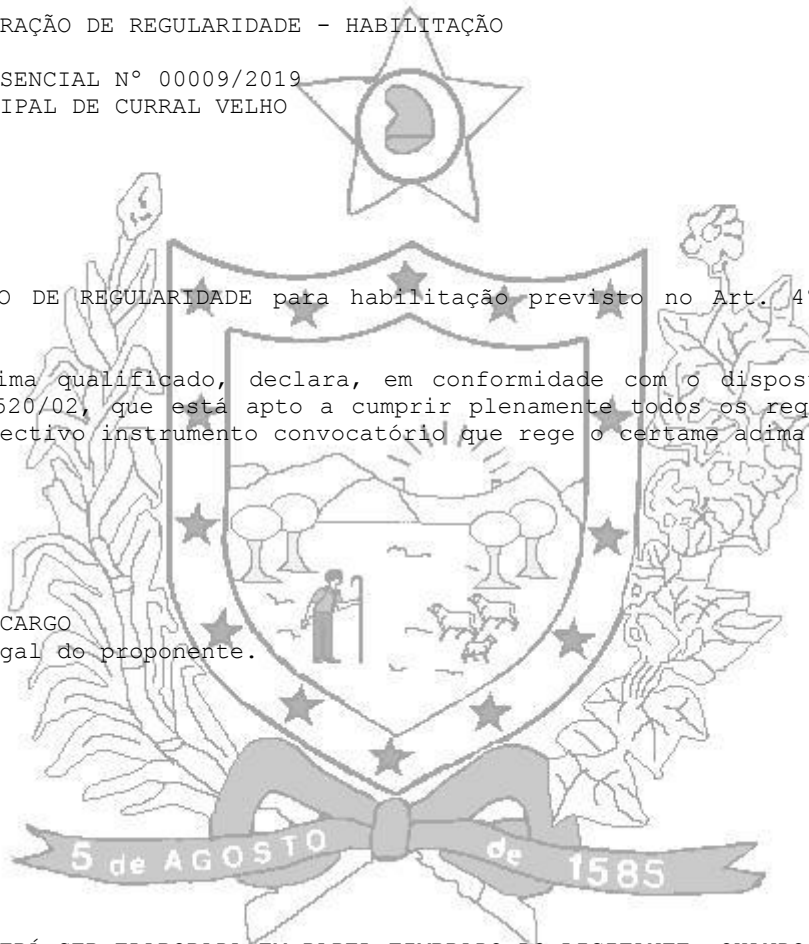 RAÇÃO DE REGULARIDADE - HABILITAÇÃO
SENCIAL Nº 00009/2019
IPAL DE CURRAL VELHO
O DE REGULARIDADE para habilitação previsto no Art. 4º
ima qualificado, declara, em conformidade com o dispos
520/02, que está apto a cumprir plenamente todos os req
ectivo instrumento convocatório que rege o certame acima
CARGO
gal do proponente.
5 de AGOSTO de 1585